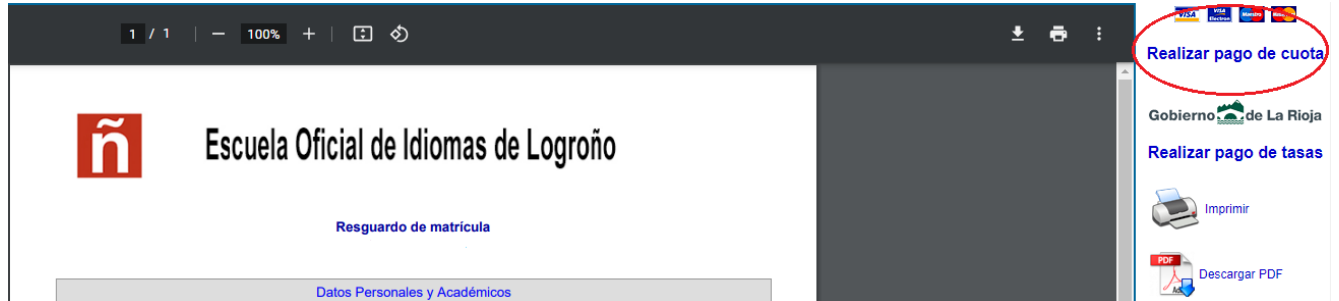 1 / 1 100%
ñ
Escuela Oficial de Idiomas de Logroño
Resguardo de matrícula
Datos Personales y Académicos
VISA VISA Electron Maestro
Realizar pago de cuota
Gobierno de La Rioja
Realizar pago de tasas
Imprimir
PDF
Descargar PDF